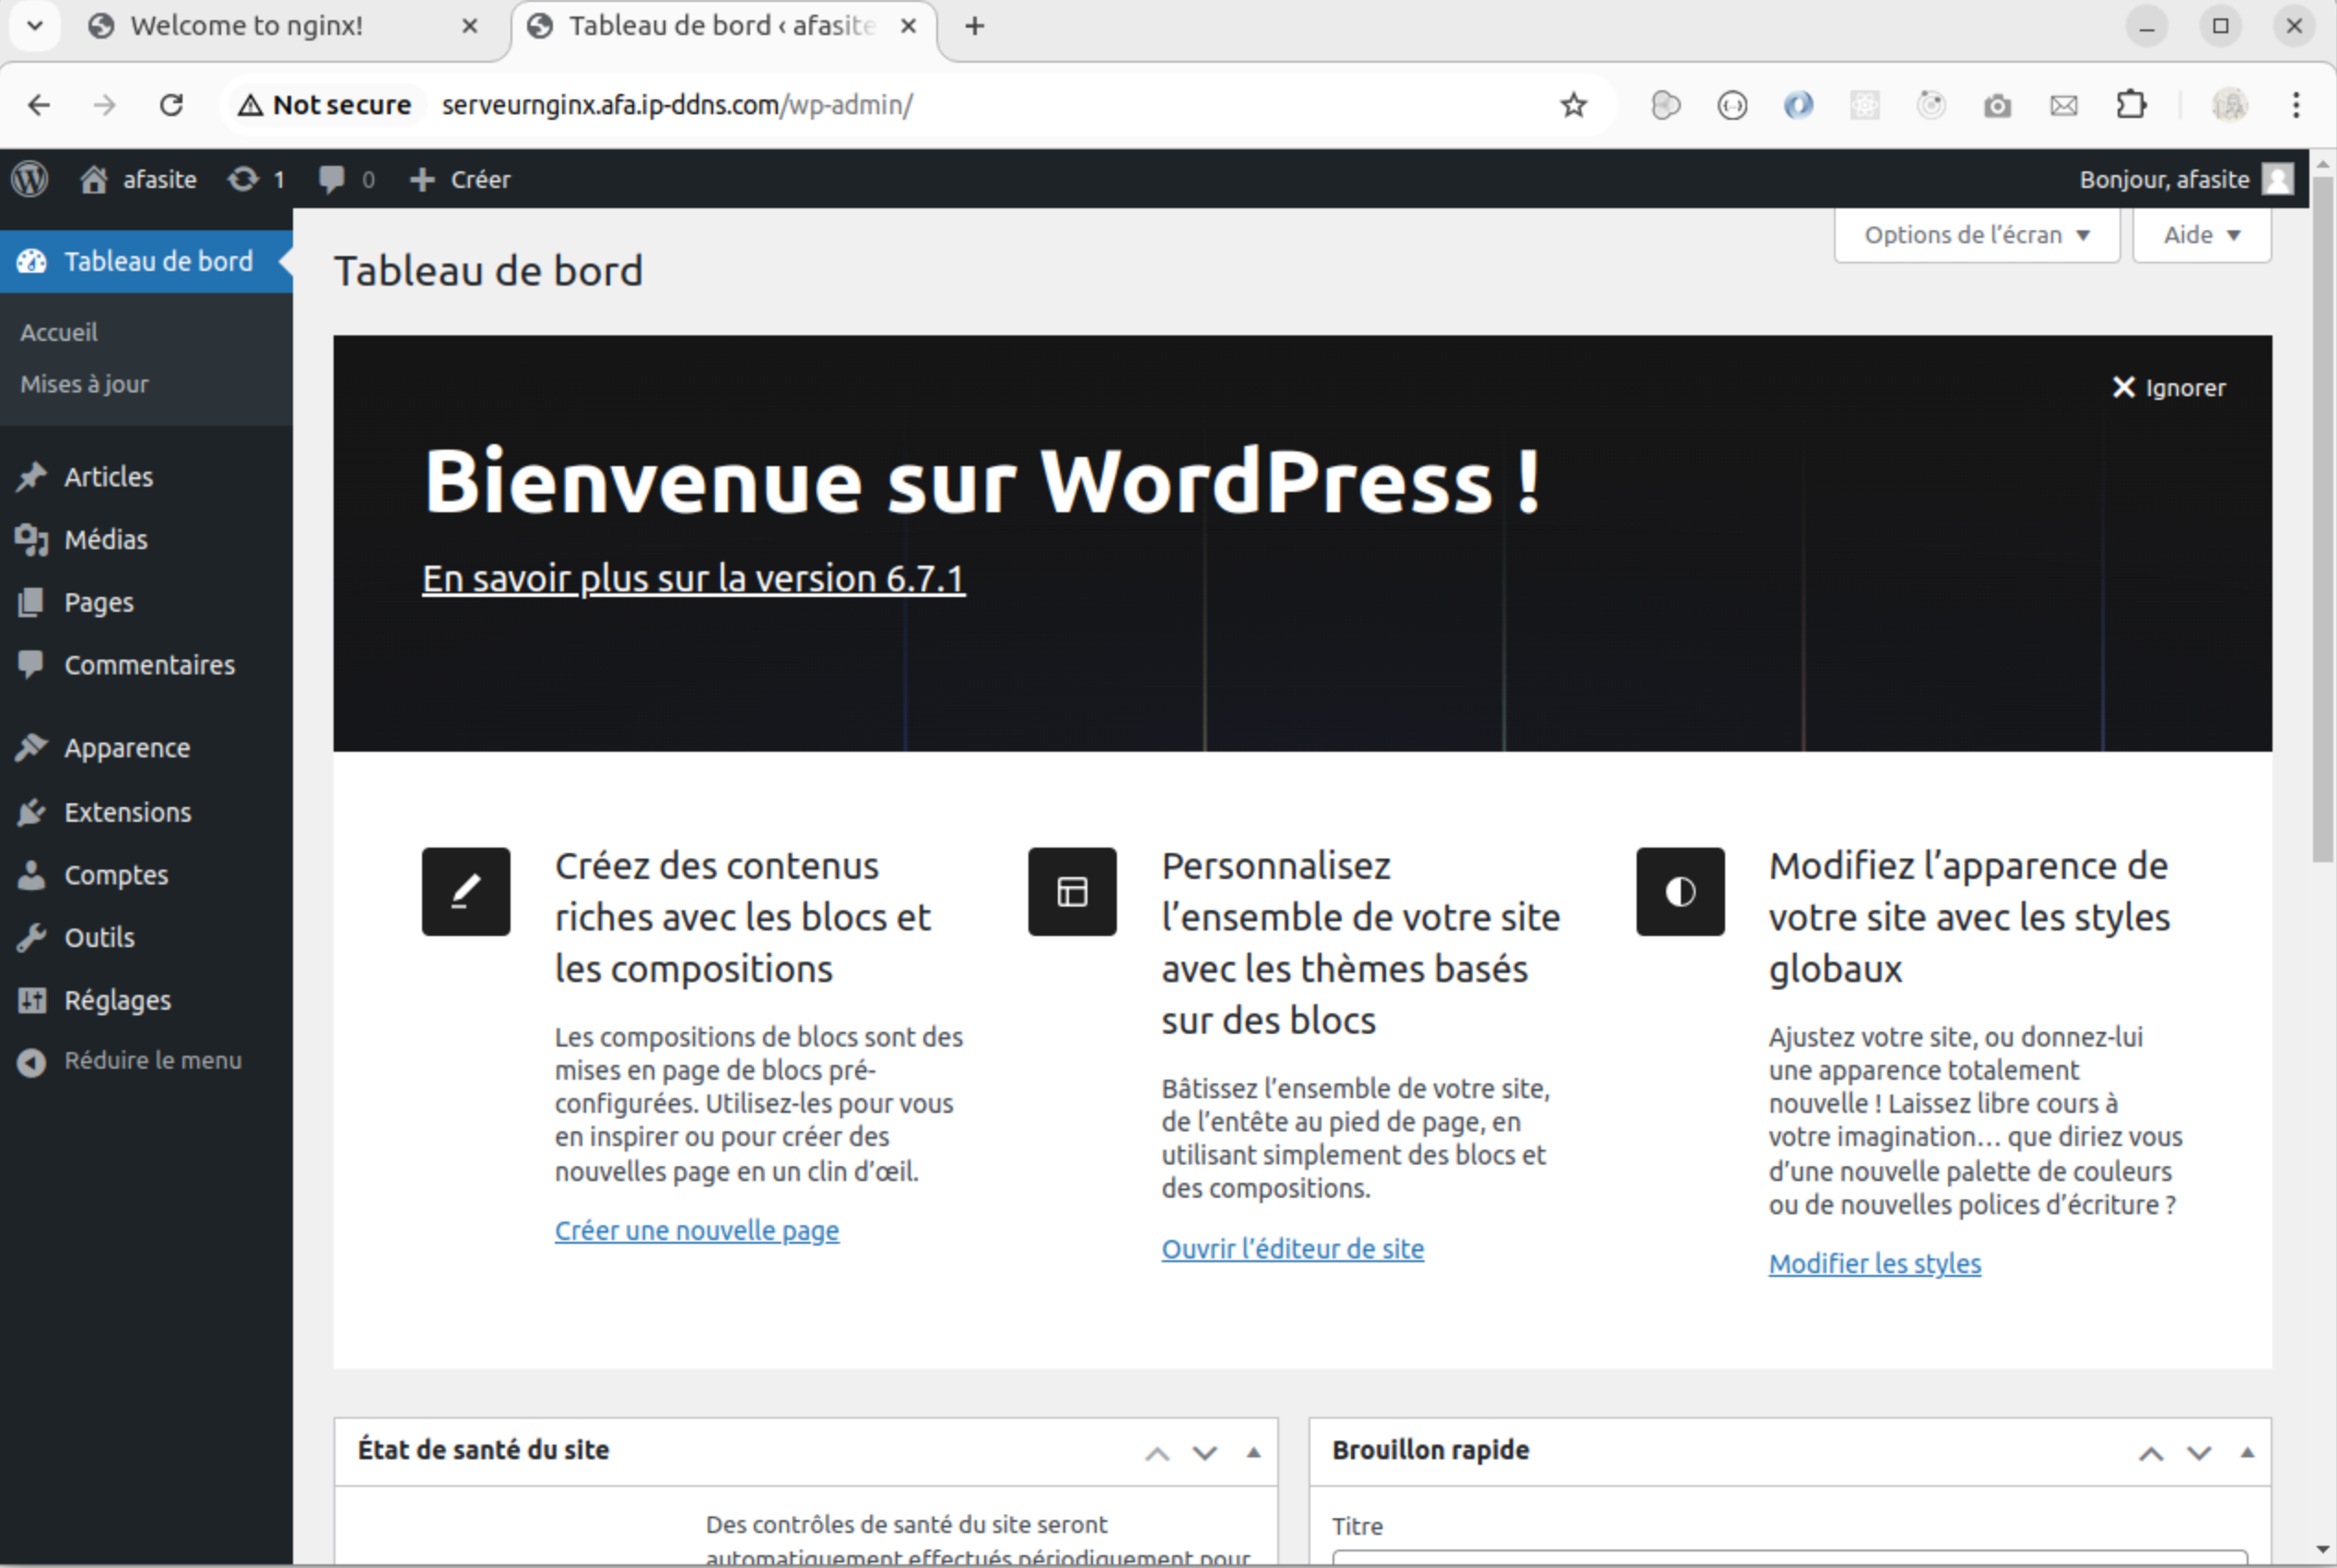 Welcome to nginx!
Tableau de bord ‹ afasite
Not secure
serveurnginx.afa.ip-ddns.com/wp-admin/
afasite
1
0
Créer
Bonjour, afasite
Tableau de bord
Accueil
Mises à jour
Articles
Médias
Pages
Commentaires
Apparence
Extensions
Comptes
Outils
Réglages
Réduire le menu
Options de l’écran
Aide
Tableau de bord
Ignorer
Bienvenue sur WordPress !
En savoir plus sur la version 6.7.1
Créez des contenus
riches avec les blocs et
les compositions
Les compositions de blocs sont des
mises en page de blocs pré-
configurées. Utilisez-les pour vous
en inspirer ou pour créer des
nouvelles page en un clin d’œil.
Créer une nouvelle page
Personnalisez
l’ensemble de votre site
avec les thèmes basés
sur des blocs
Bâtissez l’ensemble de votre site,
de l’entête au pied de page, en
utilisant simplement des blocs et
des compositions.
Ouvrir l’éditeur de site
Modifiez l’apparence de
votre site avec les styles
globaux
Ajustez votre site, ou donnez-lui
une apparence totalement
nouvelle ! Laissez libre cours à
votre imagination… que diriez vous
d’une nouvelle palette de couleurs
ou de nouvelles polices d’écriture ?
Modifier les styles
État de santé du site
Des contrôles de santé du site seront
automatiquement effectués périodiquement pour
Brouillon rapide
Titre